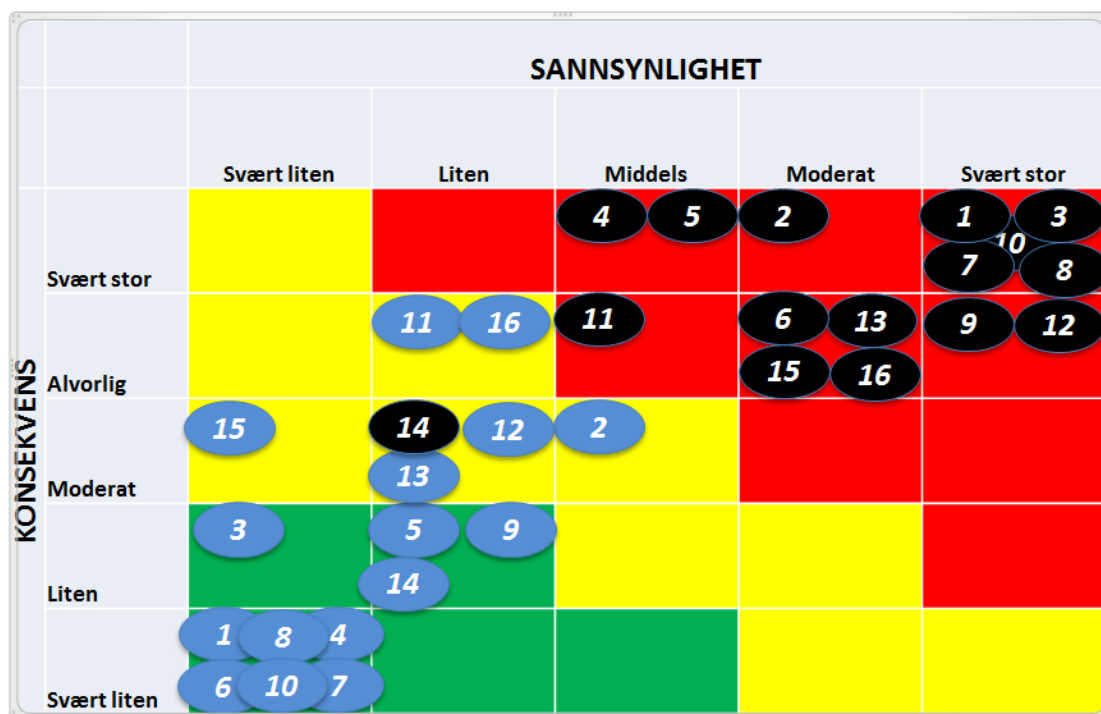 SANNSYNLIGHET
Svært liten Liten Middels Moderat Svært stor
KONSEKVENS
Svært stor
4 5 2 1 3
10
7 8
Alvorlig
11 16 11 6 13 9 12
15 16
Moderat
15 14 12 2
13
Liten
3 5 9
14
Svært liten
1 8 4
6 10 7